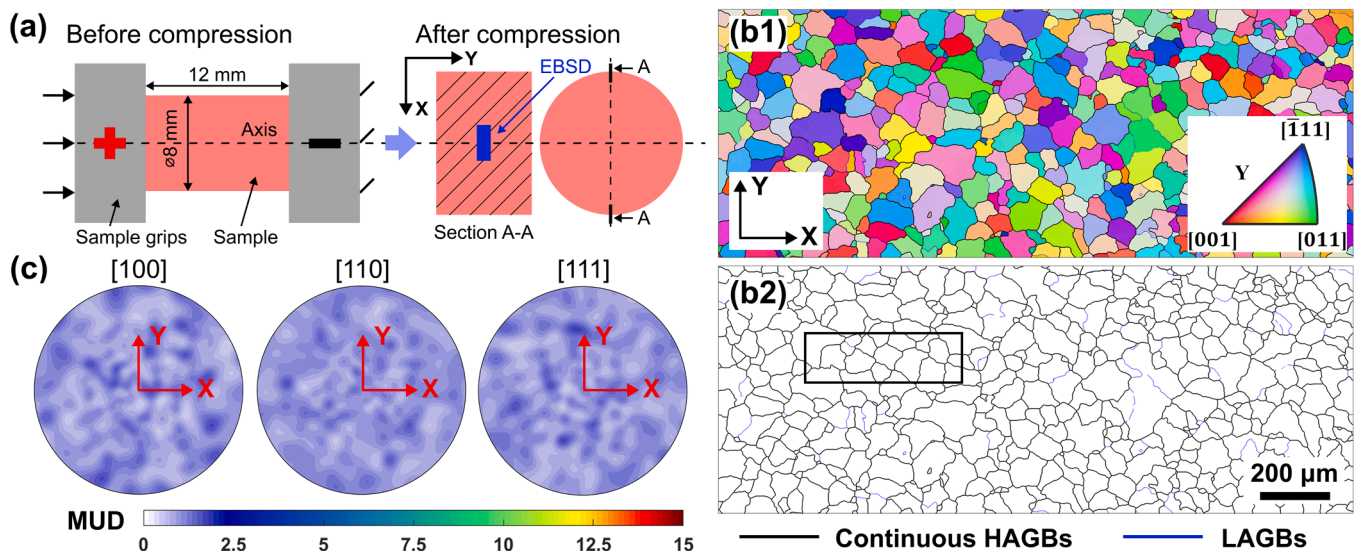 (a)
Before compression
After compression
12 mm
Y
X
EBSD
A
⌀8 mm
Axis
A
Sample grips
Sample
Section A-A
(b1)
[1̅11]
Y
[001]
[011]
Y
X
(c)
[100]
[110]
[111]
Y
X
Y
X
Y
X
MUD
0
2.5
5
7.5
10
12.5
15
(b2)
200 μm
Continuous HAGBs
LAGBs